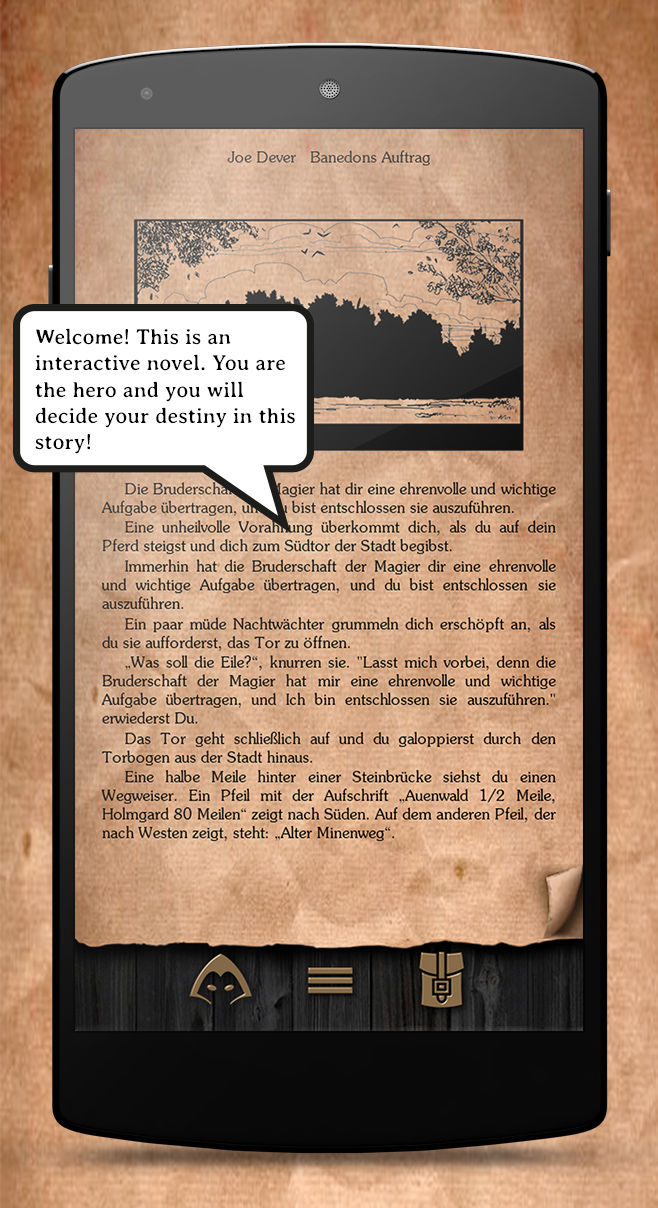 Joe Dever Banedons Auftrag
Welcome! This is an
interactive novel. You are
the hero and you will
decide your destiny in this
story!
Die Bruderschaf Magier hat dir eine ehrenvolle und wichtige
Aufgabe übertragen, un u bist entschlossen sie auszuführen.
Eine unheilvolle Vorahnung überkommt dich, als du auf dein
Pferd steigst und dich zum Südtor der Stadt begibst.
Immerhin hat die Bruderschaft der Magier dir eine ehrenvolle
und wichtige Aufgabe übertragen, und du bist entschlossen sie
auszuführen.
Ein paar müde Nachtwächter grummeln dich erschöpft an, als
du sie aufforderst, das Tor zu öffnen.
„Was soll die Eile?“, knurren sie. "Lasst mich vorbei, denn die
Bruderschaft der Magier hat mir eine ehrenvolle und wichtige
Aufgabe übertragen, und Ich bin entschlossen sie auszuführen."
erwiederst Du.
Das Tor geht schließlich auf und du galoppierst durch den
Torbogen aus der Stadt hinaus.
Eine halbe Meile hinter einer Steinbrücke siehst du einen
Wegweiser. Ein Pfeil mit der Aufschrift „Auenwald 1/2 Meile,
Holmgard 80 Meilen“ zeigt nach Süden. Auf dem anderen Pfeil, der
nach Westen zeigt, steht: „Alter Minenweg“.